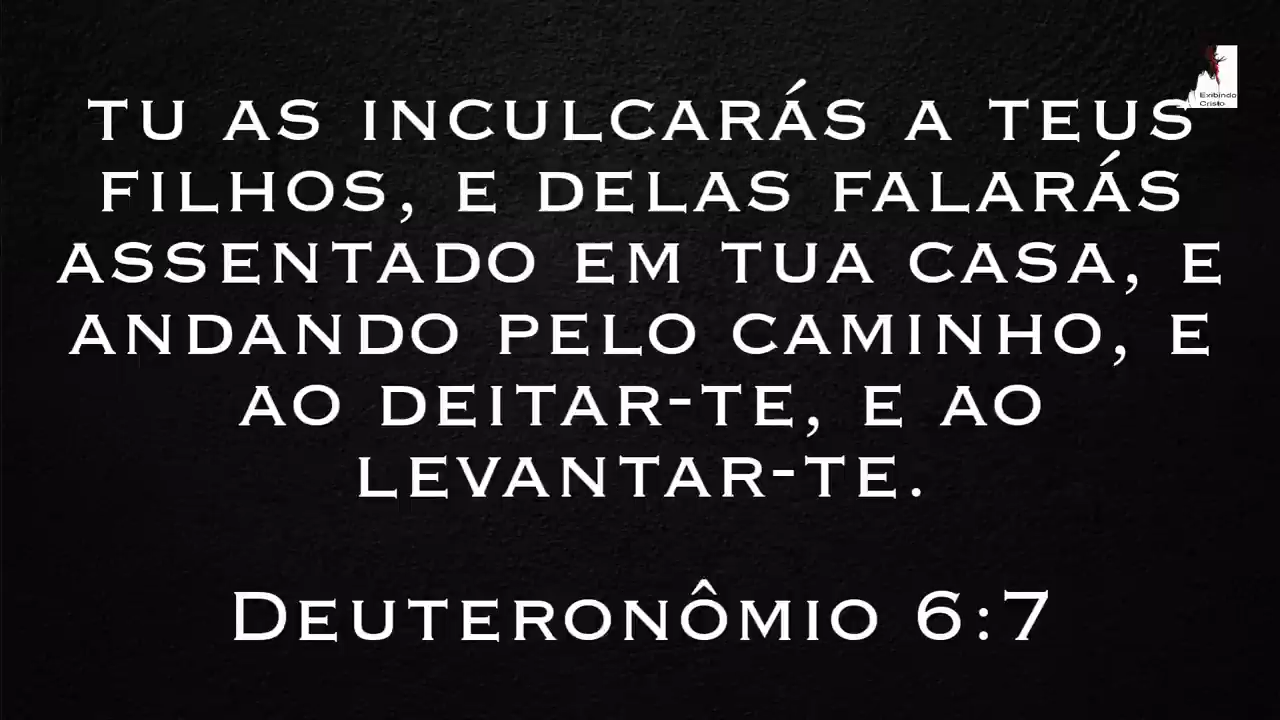 TU AS INCULCARÁS A TEUS
FILHOS, E DELAS FALARÁS
ASSENTADO EM TUA CASA, E
ANDANDO PELO CAMINHO, E
AO DEITAR-TE, E AO
LEVANTAR-TE.
DEUTERONÔMIO 6:7
Exibindo
Cristo